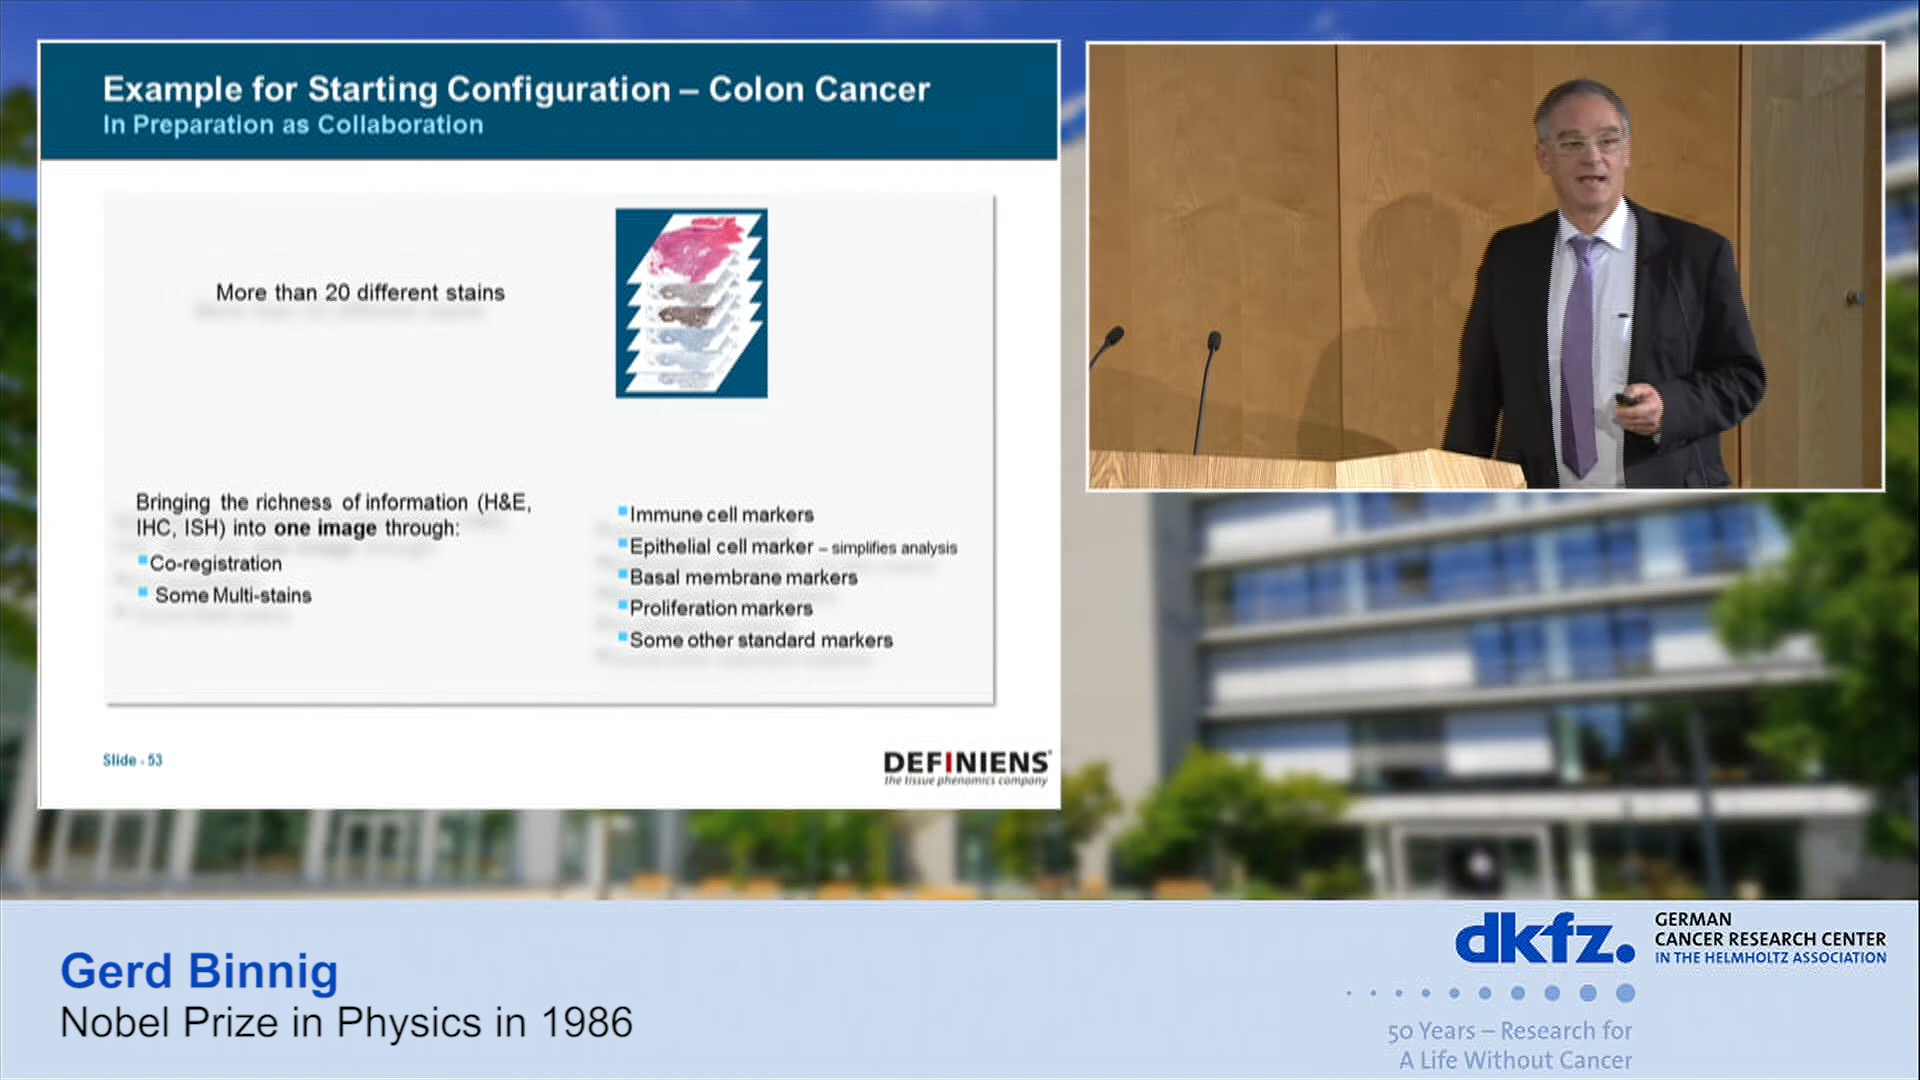 Example for Starting Configuration – Colon Cancer
In Preparation as Collaboration
More than 20 different stains
Bringing the richness of information (H&E,
IHC, ISH) into one image through:
Co-registration
Some Multi-stains
Immune cell markers
Epithelial cell marker – simplifies analysis
Basal membrane markers
Proliferation markers
Some other standard markers
Slide - 53
DEFINIENS
the tissue phenomics company
Gerd Binnig
Nobel Prize in Physics in 1986
dkfz.
GERMAN
CANCER RESEARCH CENTER
IN THE HELMHOLTZ ASSOCIATION
50 Years – Research for
A Life Without Cancer